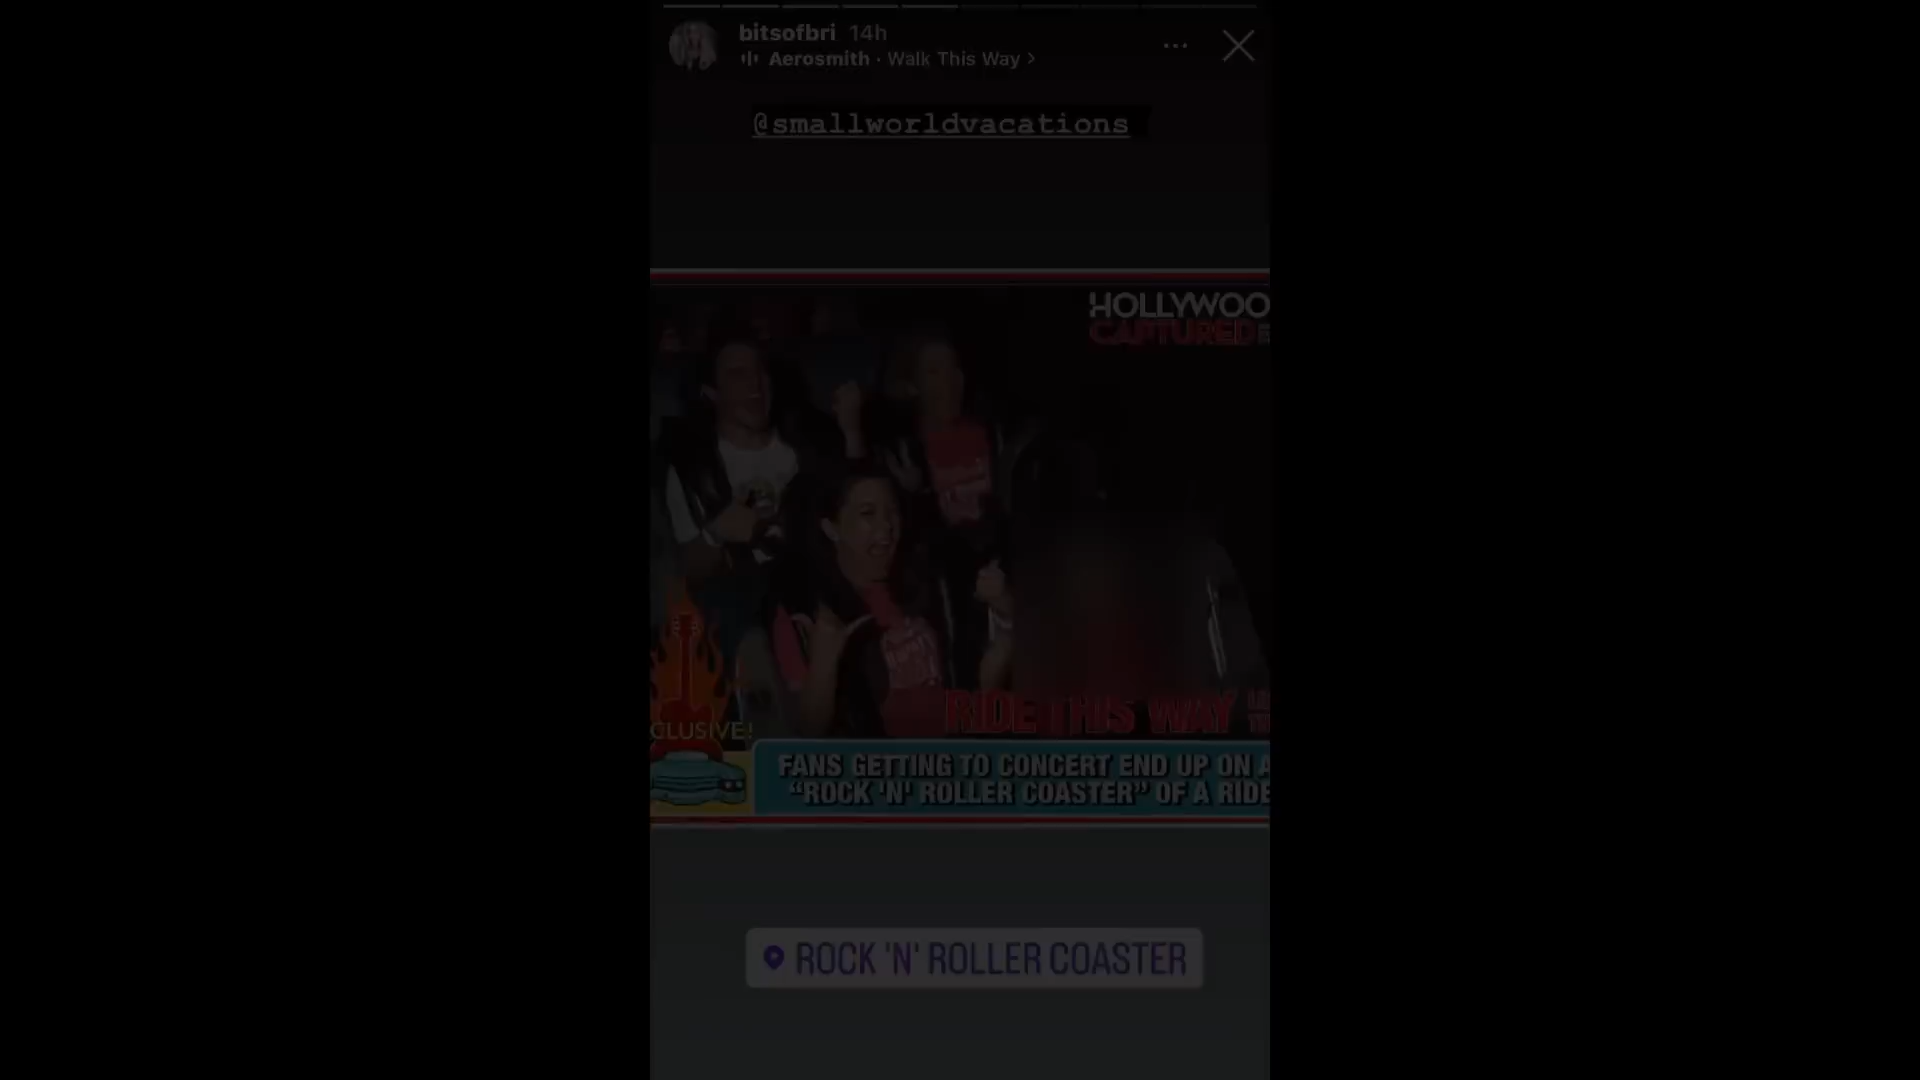 bitsofbri 14h
Aerosmith · Walk This Way >
@smallworldvacations
HOLLYWOO
CAPTURED
CLUSIVE!
RIDE THIS WAY
FANS GETTING TO CONCERT END UP ON A
"ROCK 'N' ROLLER COASTER" OF A RIDE
ROCK 'N' ROLLER COASTER